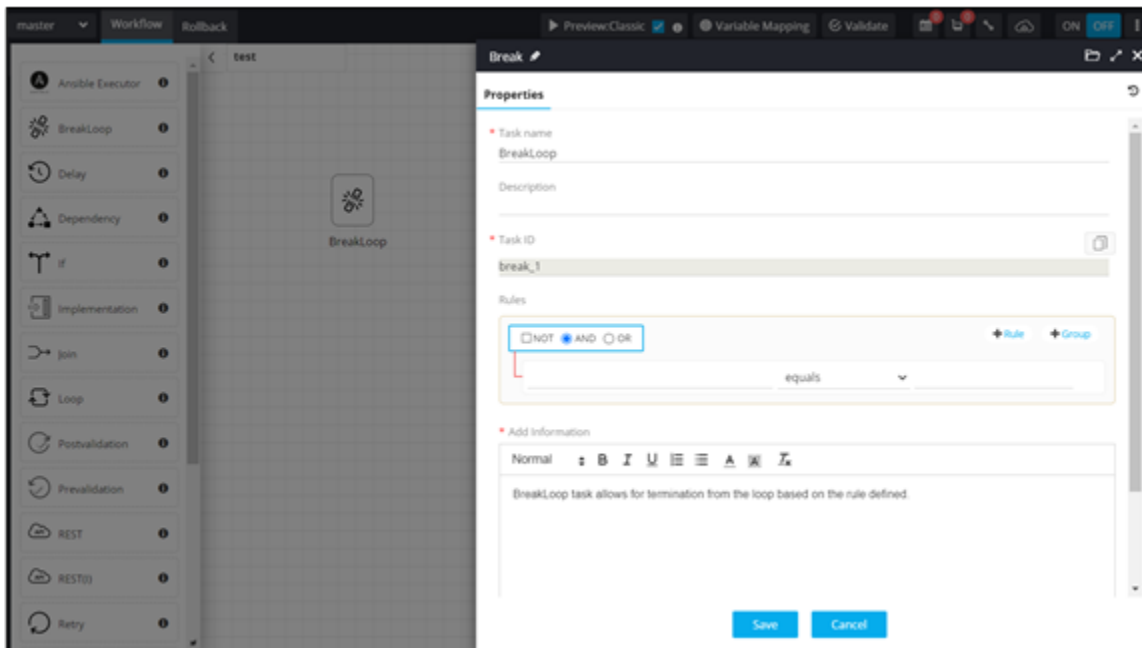 master Workflow Rollback Preview:Classic Variable Mapping Validate ON OFF
test
Ansible Executor
BreakLoop
Delay
Dependency
If
Implementation
Join
Loop
Postvalidation
Prevalidation
REST
REST(I)
Retry
BreakLoop
Break
Properties
* Task name
BreakLoop
Description
* Task ID
break_1
Rules
NOT AND OR +Rule +Group
equals
* Add Information
Normal B I U A A Tx
BreakLoop task allows for termination from the loop based on the rule defined.
Save Cancel